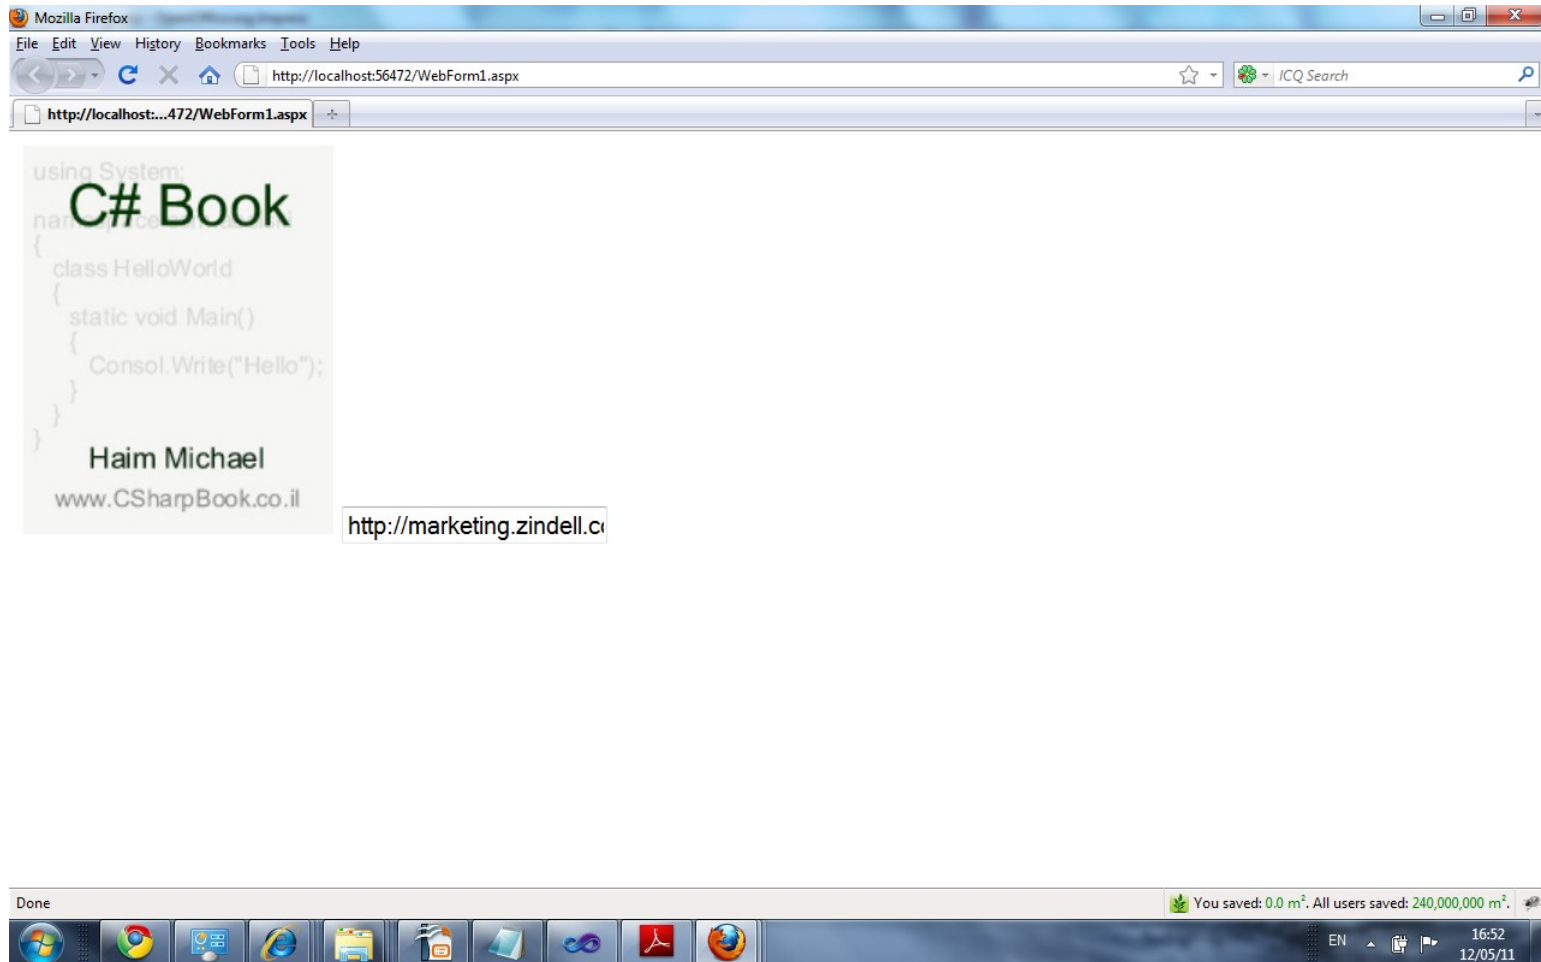 Mozilla Firefox
File Edit View History Bookmarks Tools Help
http://localhost:56472/WebForm1.aspx
ICQ Search
http://localhost:...472/WebForm1.aspx
using System;
C# Book
{
class HelloWorld
{
static void Main()
{
Consol.Write("Hello");
}
}
}
Haim Michael
www.CSharpBook.co.il
http://marketing.zindell.c
Done
You saved: 0.0 m². All users saved: 240,000,000 m².
EN
16:52
12/05/11